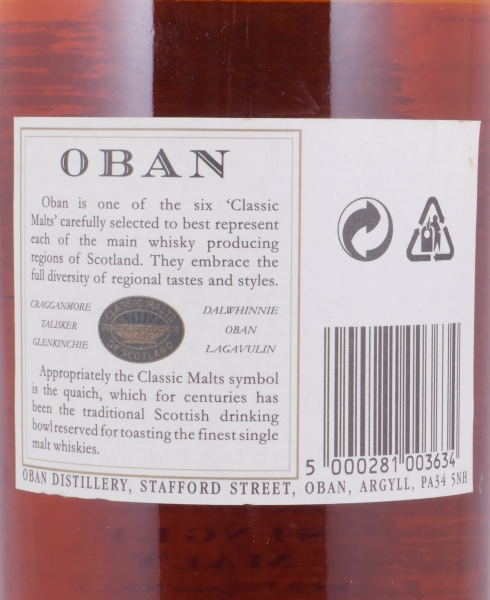 OBAN
Oban is one of the six ‘Classic
Malts’ carefully selected to best represent
each of the main whisky producing
regions of Scotland. They embrace the
full diversity of regional tastes and styles.
CRAGGANMORE
TALISKER
GLENKINCHIE
CLASSIC MALTS
OF SCOTLAND
DALWHINNIE
OBAN
LAGAVULIN
Appropriately the Classic Malts symbol
is the quaich, which for centuries has
been the traditional Scottish drinking
bowl reserved for toasting the finest single
malt whiskies.
5 000281 003634
OBAN DISTILLERY, STAFFORD STREET, OBAN, ARGYLL, PA34 5NH